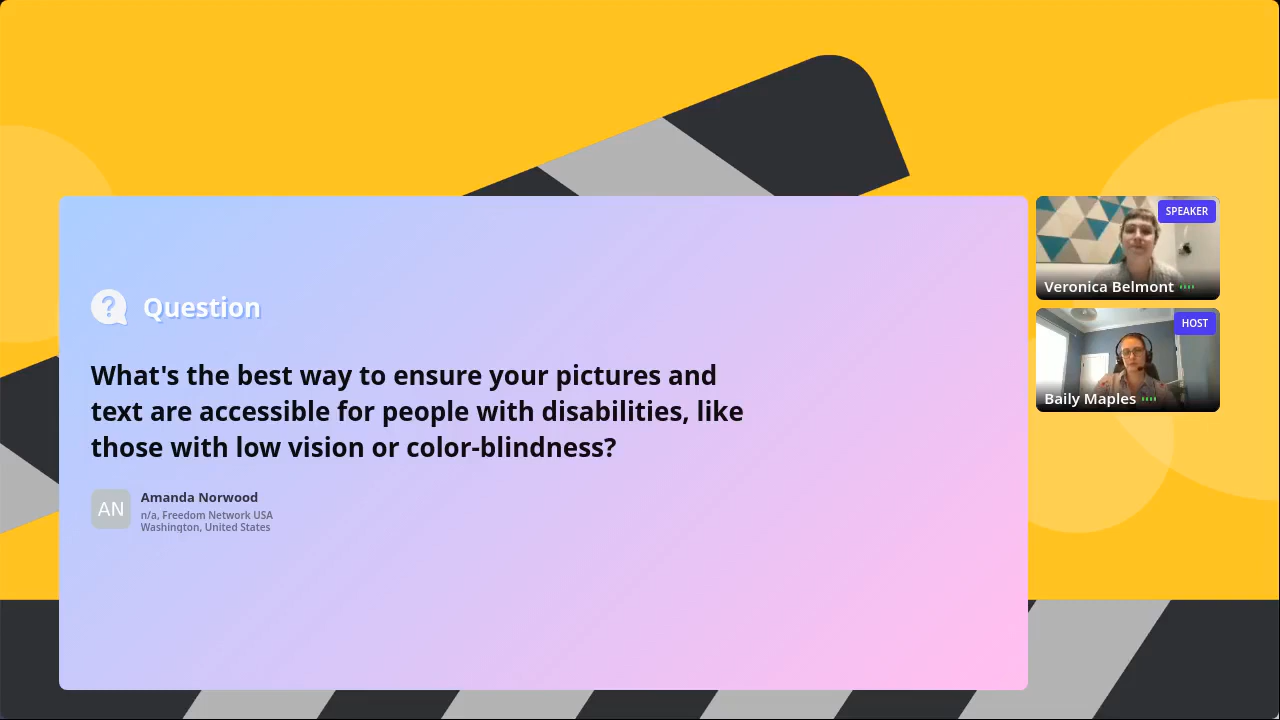 Question
What's the best way to ensure your pictures and
text are accessible for people with disabilities, like
those with low vision or color-blindness?
AN
Amanda Norwood
n/a, Freedom Network USA
Washington, United States
SPEAKER
Veronica Belmont
HOST
Baily Maples